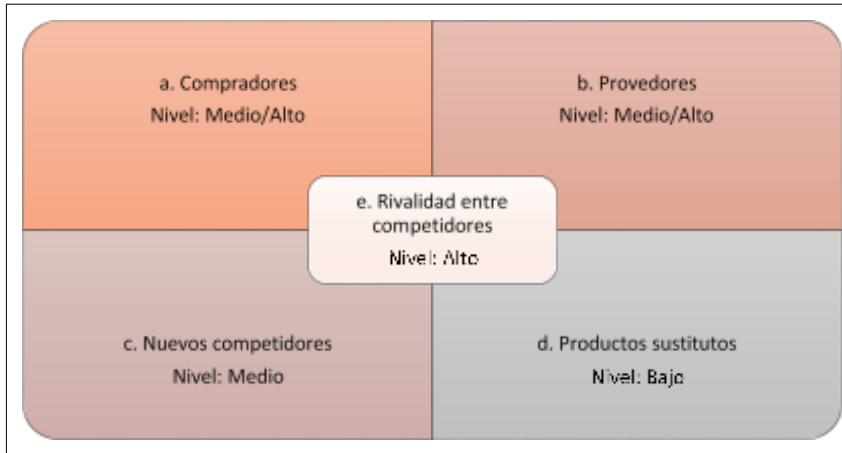 a. Compradores
Nivel: Medio/Alto
b. Provedores
Nivel: Medio/Alto
e. Rivalidad entre
competidores
Nivel: Alto
c. Nuevos competidores
Nivel: Medio
d. Productos sustitutos
Nivel: Bajo